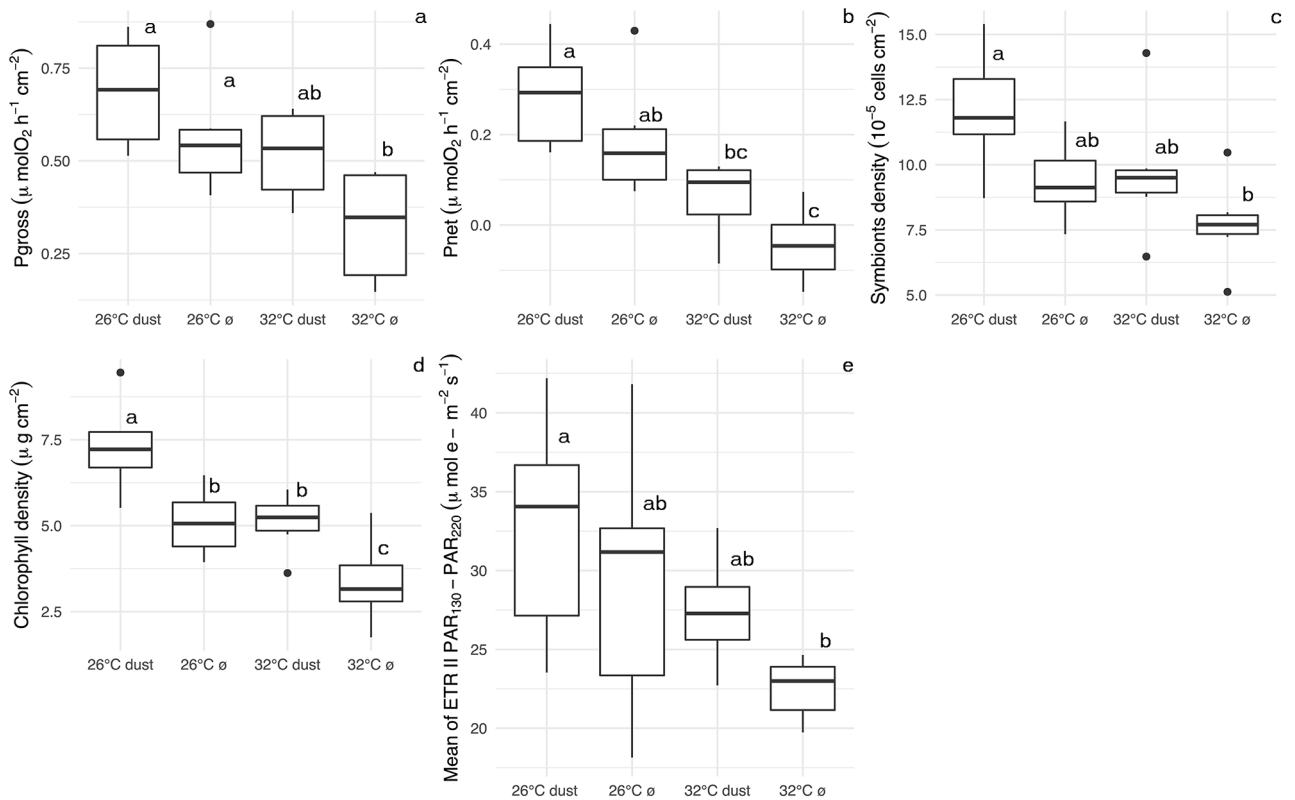 a
Pgross (μ molO₂ h⁻¹ cm⁻²)
0.75
0.50
0.25
a
a
ab
b
26°C dust 26°C ø 32°C dust 32°C ø
b
Pnet (μ molO₂ h⁻¹ cm⁻²)
0.4
0.2
0.0
a
ab
bc
c
26°C dust 26°C ø 32°C dust 32°C ø
c
Symbionts density (10⁻⁵ cells cm⁻²)
15.0
12.5
10.0
7.5
5.0
a
ab
ab
b
26°C dust 26°C ø 32°C dust 32°C ø
d
Chlorophyll density (μ g cm⁻²)
7.5
5.0
2.5
a
b
b
c
26°C dust 26°C ø 32°C dust 32°C ø
e
Mean of ETR II PAR₁₃₀ − PAR₂₂₀ (μ mol e − m⁻² s⁻¹)
40
35
30
25
20
a
ab
ab
b
26°C dust 26°C ø 32°C dust 32°C ø